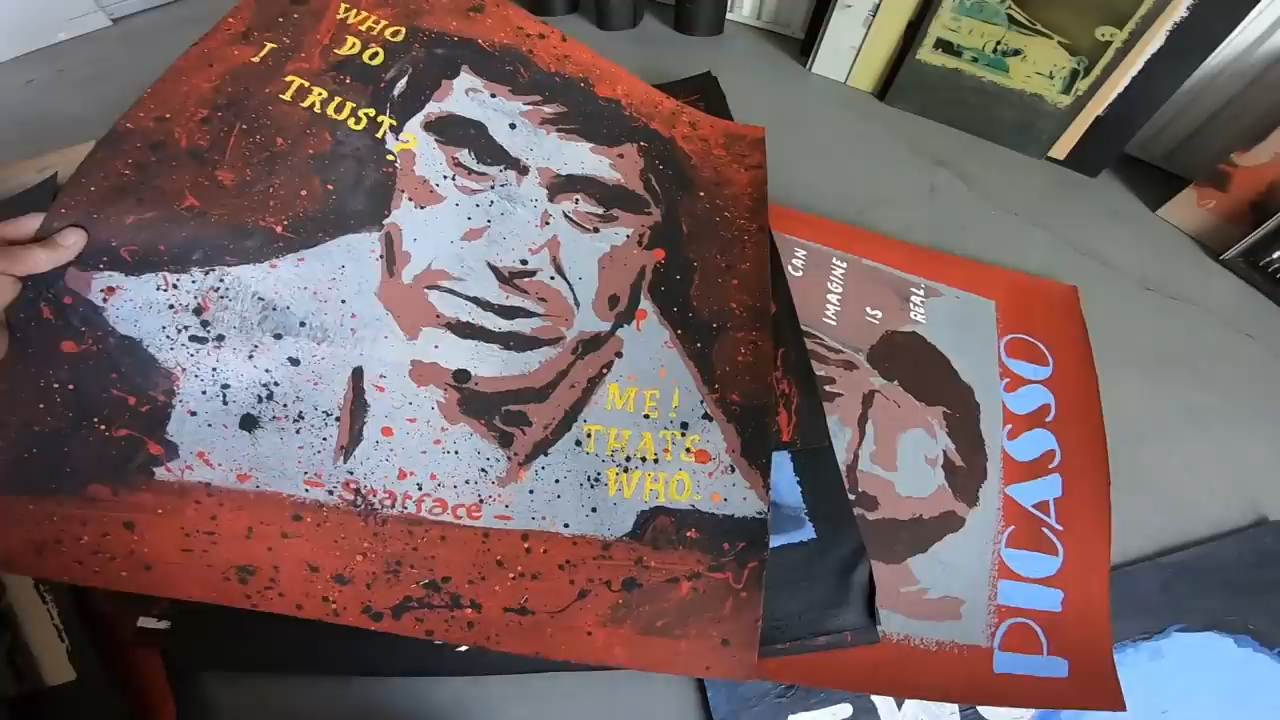 WHO
DO
I
TRUST?
ME!
THATS
WHO.
- Scarface -
CAN
IMAGINE
IS
REAL.
PICASSO